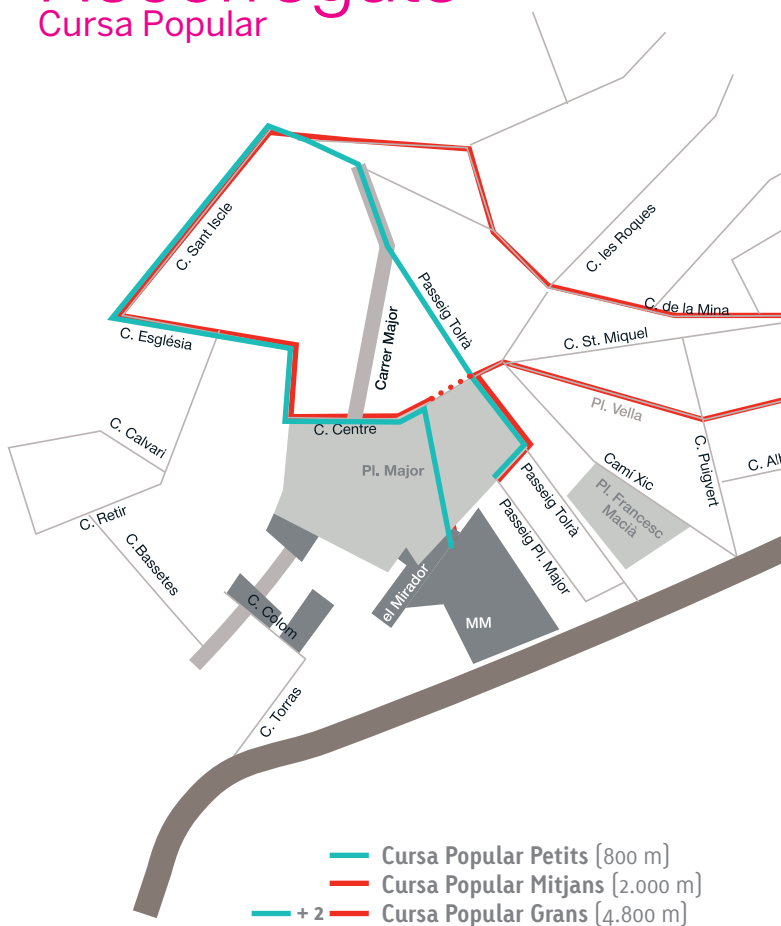 Cursa Popular
C. Sant Iscle
C. les Roques
Passeig Tolrà
C. de la Mina
C. Església
Carrer Major
C. St. Miquel
Pl. Vella
C. Centre
C. Calvari
Pl. Major
C. Puigvert
Camí Xic
Passeig Tolrà
Pl. Francesc
Macià
C. Retir
Passeig Pl. Major
C.Bassetes
el Mirador
C. Colom
MM
C. Torras
Cursa Popular Petits (800 m)
Cursa Popular Mitjans (2.000 m)
+ 2 Cursa Popular Grans (4.800 m)